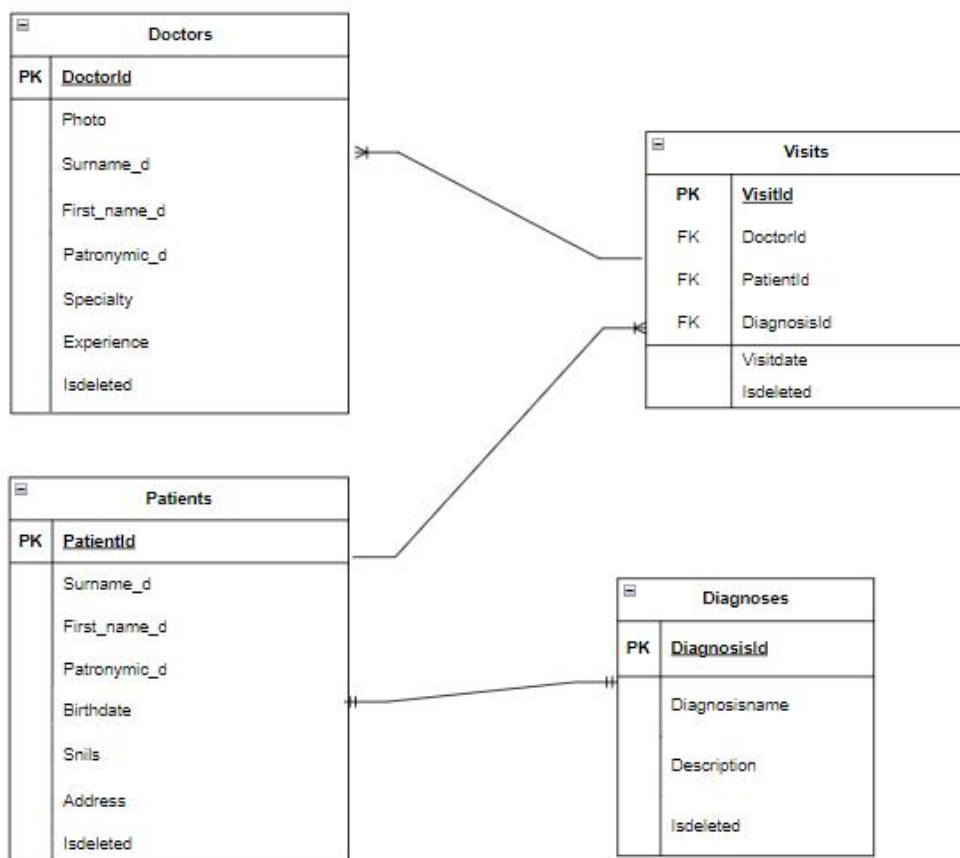 Doctors
PK DoctorId
Photo
Surname_d
First_name_d
Patronymic_d
Specialty
Experience
Isdeleted
Visits
PK VisitId
FK DoctorId
FK PatientId
FK DiagnosisId
Visitdate
Isdeleted
Patients
PK PatientId
Surname_d
First_name_d
Patronymic_d
Birthdate
Snils
Address
Isdeleted
Diagnoses
PK DiagnosisId
Diagnosisname
Description
Isdeleted